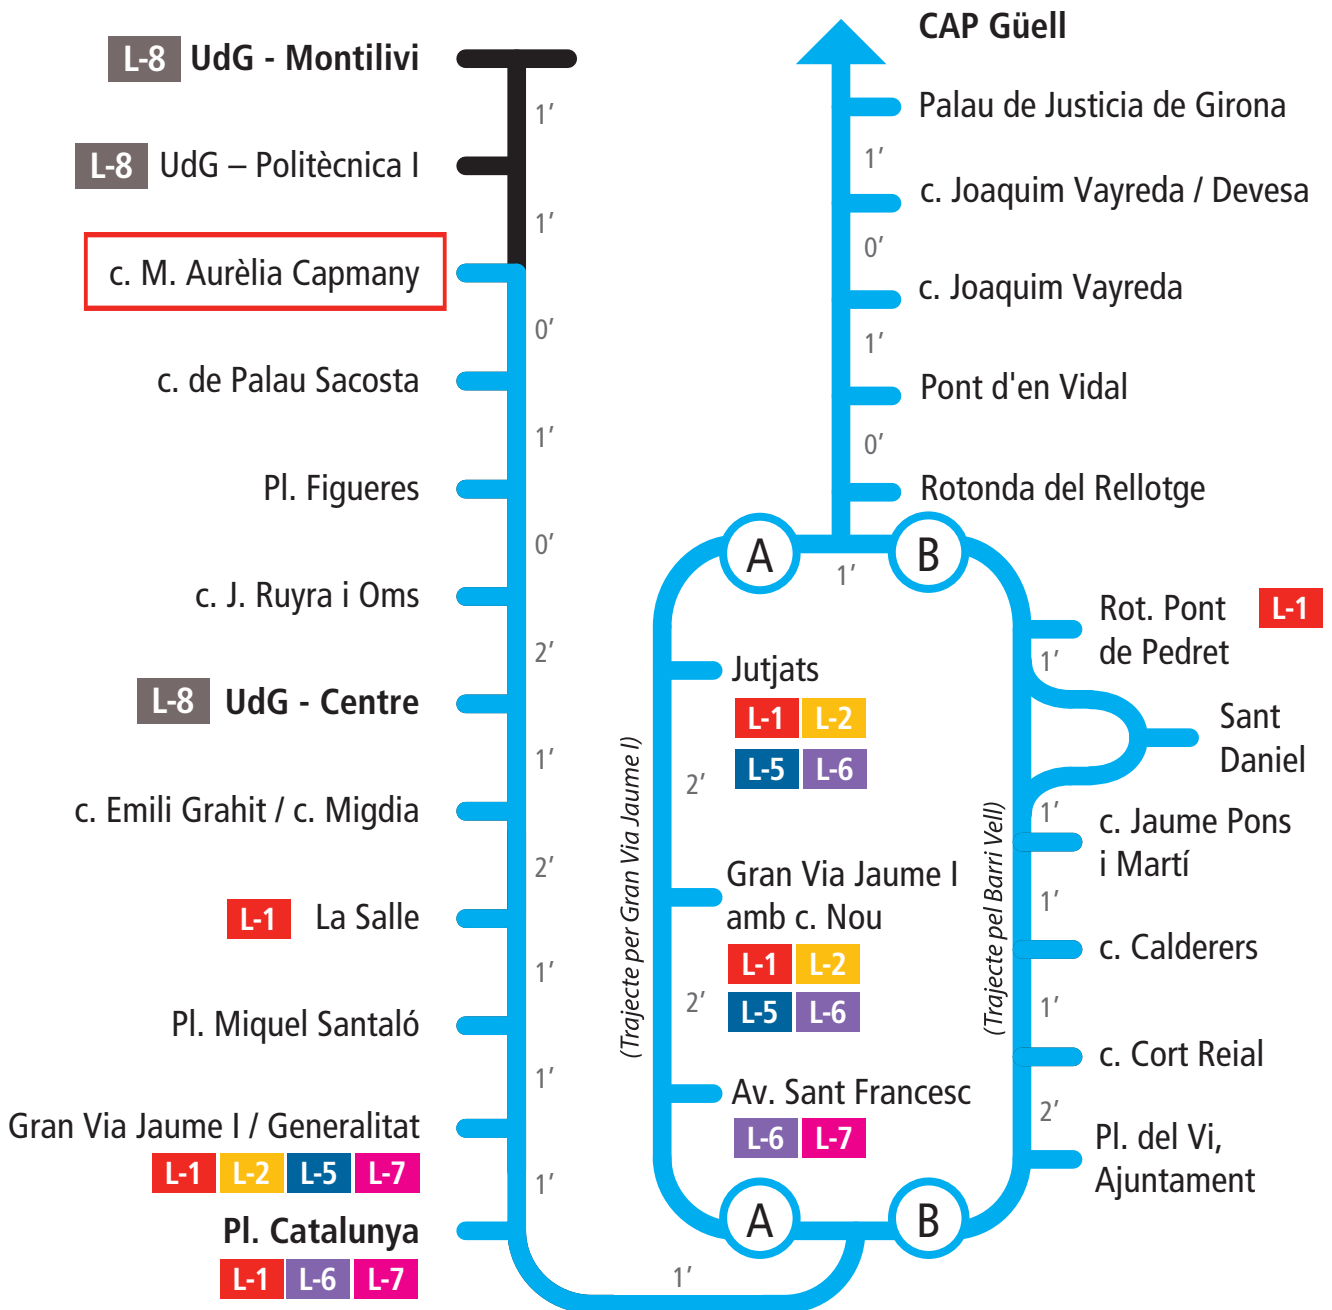 L-8 UdG - Montilivi
1’
L-8 UdG – Politècnica I
1’
c. M. Aurèlia Capmany
0’
c. de Palau Sacosta
1’
Pl. Figueres
0’
c. J. Ruyra i Oms
2’
L-8 UdG - Centre
1’
c. Emili Grahit / c. Migdia
2’
L-1 La Salle
1’
Pl. Miquel Santaló
1’
Gran Via Jaume I / Generalitat
L-1 L-2 L-5 L-7
1’
Pl. Catalunya
L-1 L-6 L-7
1’
CAP Güell
Palau de Justicia de Girona
1’
c. Joaquim Vayreda / Devesa
0’
c. Joaquim Vayreda
1’
Pont d'en Vidal
0’
Rotonda del Rellotge
A
B
1’
(Trajecte per Gran Via Jaume I)
Jutjats
L-1 L-2
L-5 L-6
2’
Gran Via Jaume I
amb c. Nou
L-1 L-2
L-5 L-6
2’
Av. Sant Francesc
L-6 L-7
A
B
(Trajecte pel Barri Vell)
Rot. Pont L-1
de Pedret
1’
Sant
Daniel
1’
c. Jaume Pons
i Martí
1’
c. Calderers
1’
c. Cort Reial
2’
Pl. del Vi,
Ajuntament